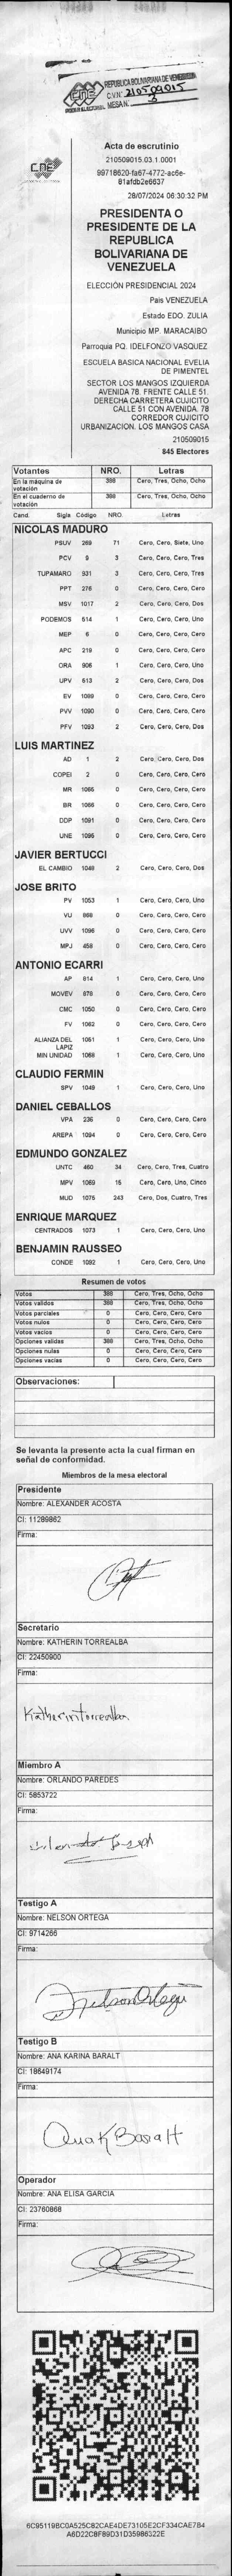 REPUBLICA BOLIVARIANA DE VENEZUELA
CNE C.V.Nº 210509015
PODER ELECTORAL MESA Nº 3
Acta de escrutinio
210509015.03.1.0001
99718620-fa67-4772-ac6e-
81afdb2e6637
28/07/2024 06:30:32 PM
PRESIDENTA O
PRESIDENTE DE LA
REPUBLICA
BOLIVARIANA DE
VENEZUELA
ELECCIÓN PRESIDENCIAL 2024
País VENEZUELA
Estado EDO. ZULIA
Municipio MP. MARACAIBO
Parroquia PQ. IDELFONZO VASQUEZ
ESCUELA BASICA NACIONAL EVELIA
DE PIMENTEL
SECTOR LOS MANGOS IZQUIERDA
AVENIDA 78. FRENTE CALLE 51.
DERECHA CARRETERA CUJICITO
CALLE 51 CON AVENIDA. 78
CORREDOR CUJICITO
URBANIZACION. LOS MANGOS CASA
210509015
845 Electores
Votantes NRO. Letras
En la máquina de votación 388 Cero, Tres, Ocho, Ocho
En el cuaderno de votación 388 Cero, Tres, Ocho, Ocho
Cand. Sigla Código NRO. Letras
NICOLAS MADURO
PSUV 269 71 Cero, Cero, Siete, Uno
PCV 9 3 Cero, Cero, Cero, Tres
TUPAMARO 931 3 Cero, Cero, Cero, Tres
PPT 276 0 Cero, Cero, Cero, Cero
MSV 1017 2 Cero, Cero, Cero, Dos
PODEMOS 614 1 Cero, Cero, Cero, Uno
MEP 6 0 Cero, Cero, Cero, Cero
APC 219 0 Cero, Cero, Cero, Cero
ORA 906 1 Cero, Cero, Cero, Uno
UPV 613 2 Cero, Cero, Cero, Dos
EV 1089 0 Cero, Cero, Cero, Cero
PVV 1090 0 Cero, Cero, Cero, Cero
PFV 1093 2 Cero, Cero, Cero, Dos
LUIS MARTINEZ
AD 1 2 Cero, Cero, Cero, Dos
COPEI 2 0 Cero, Cero, Cero, Cero
MR 1065 0 Cero, Cero, Cero, Cero
BR 1066 0 Cero, Cero, Cero, Cero
DDP 1091 0 Cero, Cero, Cero, Cero
UNE 1095 0 Cero, Cero, Cero, Cero
JAVIER BERTUCCI
EL CAMBIO 1048 2 Cero, Cero, Cero, Dos
JOSE BRITO
PV 1053 1 Cero, Cero, Cero, Uno
VU 0 Cero, Cero, Cero, Cero
UVV 1096 0 Cero, Cero, Cero, Cero
MPJ 458 0 Cero, Cero, Cero, Cero
ANTONIO ECARRI
AP 814 1 Cero, Cero, Cero, Uno
MOVEV 0 Cero, Cero, Cero, Cero
CMC 1050 0 Cero, Cero, Cero, Cero
FV 1062 0 Cero, Cero, Cero, Cero
ALIANZA DEL LAPIZ 1051 1 Cero, Cero, Cero, Uno
MIN UNIDAD 1068 1 Cero, Cero, Cero, Uno
CLAUDIO FERMIN
SPV 1049 1 Cero, Cero, Cero, Uno
DANIEL CEBALLOS
VPA 236 0 Cero, Cero, Cero, Cero
AREPA 1094 0 Cero, Cero, Cero, Cero
EDMUNDO GONZALEZ
UNTC 460 34 Cero, Cero, Tres, Cuatro
MPV 1069 15 Cero, Cero, Uno, Cinco
MUD 1075 243 Cero, Dos, Cuatro, Tres
ENRIQUE MARQUEZ
CENTRADOS 1073 1 Cero, Cero, Cero, Uno
BENJAMIN RAUSSEO
CONDE 1092 1 Cero, Cero, Cero, Uno
Resumen de votos
Votos 388 Cero, Tres, Ocho, Ocho
Votos validos 388 Cero, Tres, Ocho, Ocho
Votos parciales 0 Cero, Cero, Cero, Cero
Votos nulos 0 Cero, Cero, Cero, Cero
Votos vacíos 0 Cero, Cero, Cero, Cero
Opciones validas 388 Cero, Tres, Ocho, Ocho
Opciones nulas 0 Cero, Cero, Cero, Cero
Opciones vacías 0 Cero, Cero, Cero, Cero
Observaciones:
Se levanta la presente acta la cual firman en
señal de conformidad.
Miembros de la mesa electoral
Presidente
Nombre: ALEXANDER ACOSTA
CI: 11289862
Firma:
Secretario
Nombre: KATHERIN TORREALBA
CI: 22450900
Firma:
Katherin Torrealba
Miembro A
Nombre: ORLANDO PAREDES
CI: 5853722
Firma:
Testigo A
Nombre: NELSON ORTEGA
CI: 9714266
Firma:
Nelson Ortega
Testigo B
Nombre: ANA KARINA BARALT
CI: 18649174
Firma:
Ana K Baralt
Operador
Nombre: ANA ELISA GARCIA
CI: 23760868
Firma:
6C95119BC0A525C82CAE4DE73105E2CF334CAE7B4
A6D22C8F89D31D35986322E